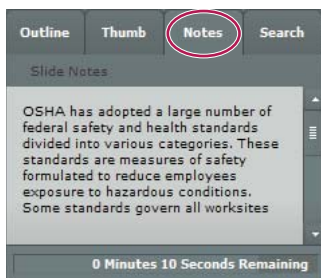 Outline Thumb Notes Search
Slide Notes
OSHA has adopted a large number of
federal safety and health standards
divided into various categories. These
standards are measures of safety
formulated to reduce employees
exposure to hazardous conditions.
Some standards govern all worksites
0 Minutes 10 Seconds Remaining